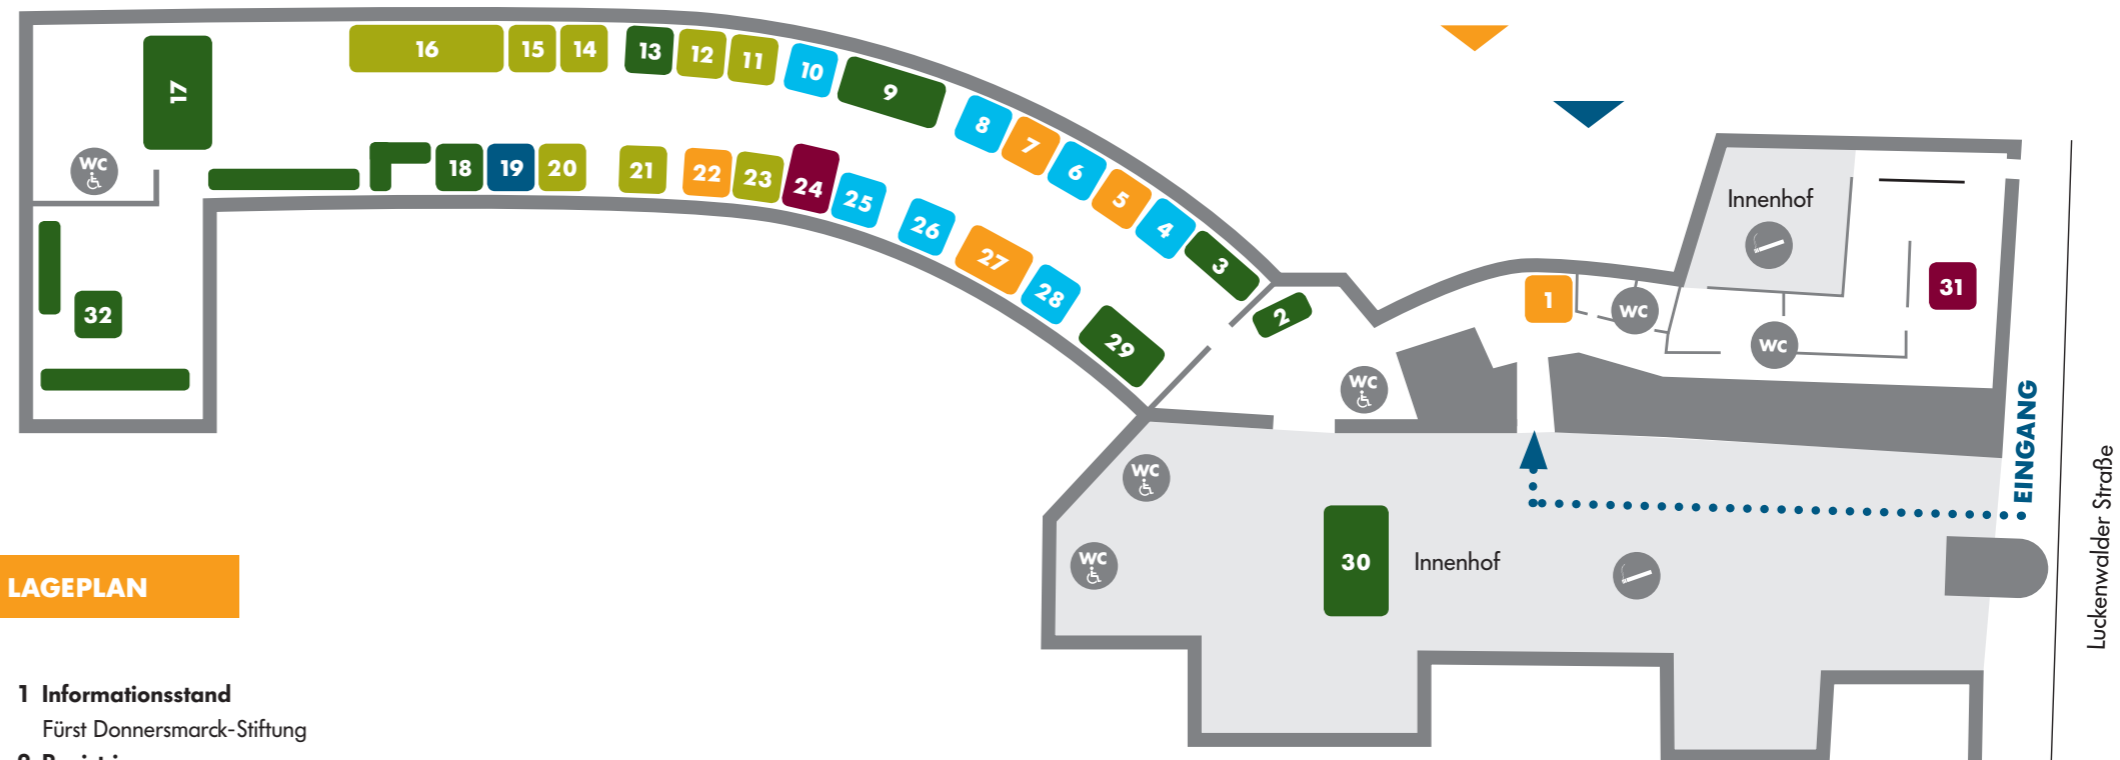 16
15
14
13
12
11
10
9
8
7
6
5
4
3
2
17
WC
18
19
20
21
22
23
24
25
26
27
28
29
32
Innenhof
1
WC
WC
31
WC
EINGANG
Luckenwalder Straße
WC
WC
30
Innenhof
LAGEPLAN
1 Informationsstand
Fürst Donnersmarck-Stiftung